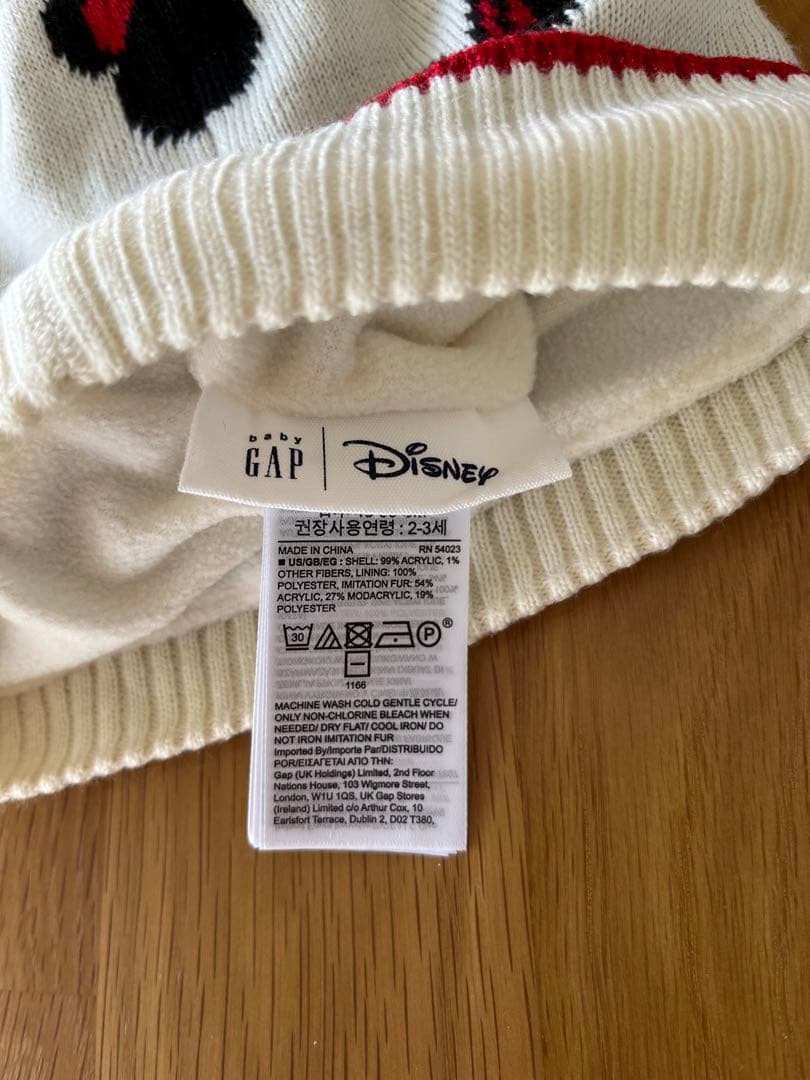 baby
GAP
DISNEY
권장사용연령 : 2-3세
MADE IN CHINA RN 54023
■ US/GB/EG : SHELL: 99% ACRYLIC, 1%
OTHER FIBERS, LINING: 100%
POLYESTER, IMITATION FUR: 54%
ACRYLIC, 27% MODACRYLIC, 19%
POLYESTER
30 P ®
1166
MACHINE WASH COLD GENTLE CYCLE/
ONLY NON-CHLORINE BLEACH WHEN
NEEDED/ DRY FLAT/ COOL IRON/ DO
NOT IRON IMITATION FUR
Imported By/Importe Par/DISTRIBUIDO
POR/ΕΙΣΑΓΕΤΑΙ ΑΠΟ ΤΗΝ:
Gap (UK Holdings) Limited, 2nd Floor
Nations House, 103 Wigmore Street,
London, W1U 1QS, UK Gap Stores
(Ireland) Limited c/o Arthur Cox, 10
Earlsfort Terrace, Dublin 2, D02 T380,